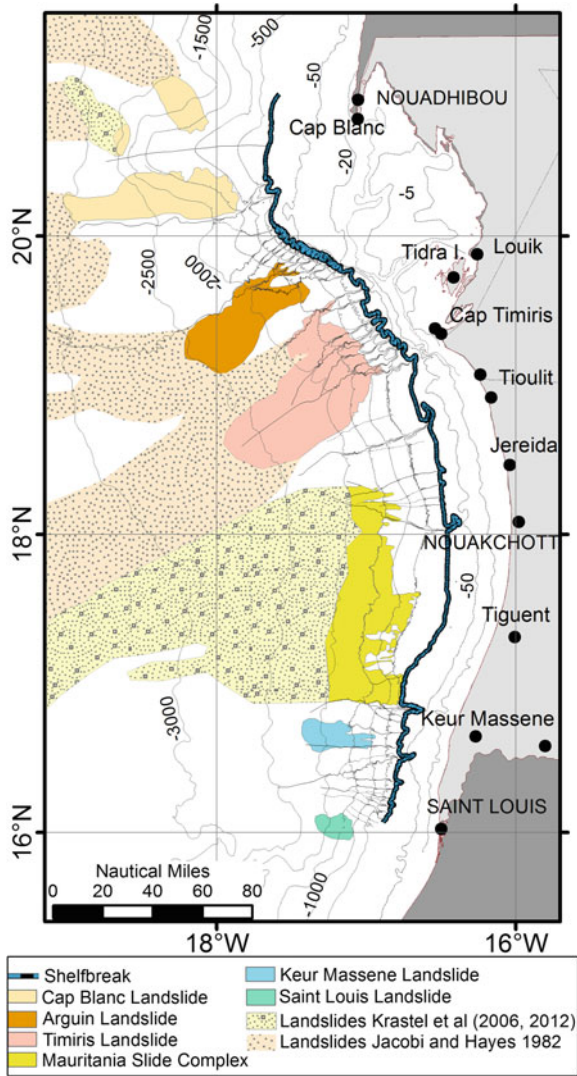 -1500
-500
-50
NOUADHIBOU
Cap Blanc
-20
-5
20°N
-2500
-2000
Tidra I.
Louik
Cap Timiris
Tioulit
Jereida
18°N
NOUAKCHOTT
-50
Tiguent
-3000
Keur Massene
16°N
SAINT LOUIS
Nautical Miles
0 20 40 60 80
-1000
18°W 16°W
Shelfbreak
Cap Blanc Landslide
Arguin Landslide
Timiris Landslide
Mauritania Slide Complex
Keur Massene Landslide
Saint Louis Landslide
Landslides Krastel et al (2006, 2012)
Landslides Jacobi and Hayes 1982